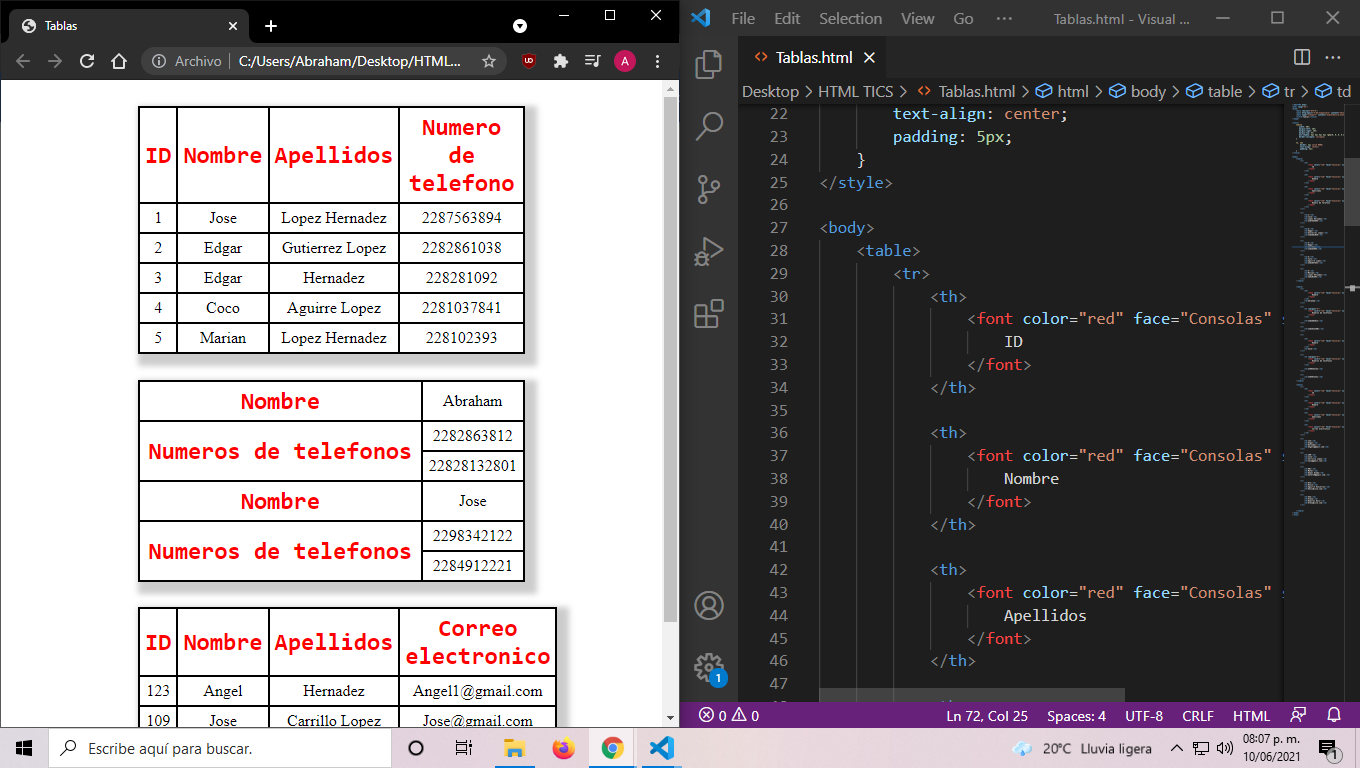 Tablas
Archivo C:/Users/Abraham/Desktop/HTML...
A
ID Nombre Apellidos Numero de telefono
1 Jose Lopez Hernadez 2287563894
2 Edgar Gutierrez Lopez 2282861038
3 Edgar Hernadez 228281092
4 Coco Aguirre Lopez 2281037841
5 Marian Lopez Hernadez 228102393
Nombre Abraham
Numeros de telefonos 2282863812
22828132801
Nombre Jose
Numeros de telefonos 2298342122
2284912221
ID Nombre Apellidos Correo electronico
123 Angel Hernadez Angel1@gmail.com
109 Jose Carrillo Lopez Jose@gmail.com
File Edit Selection View Go ··· Tablas.html - Visual ...
Tablas.html
Desktop > HTML TICS > Tablas.html > html > body > table > tr > td
22 text-align: center;
23 padding: 5px;
24 }
25 </style>
26
27 <body>
28 <table>
29 <tr>
30 <th>
31 <font color="red" face="Consolas"
32 ID
33 </font>
34 </th>
35
36 <th>
37 <font color="red" face="Consolas"
38 Nombre
39 </font>
40 </th>
41
42 <th>
43 <font color="red" face="Consolas"
44 Apellidos
45 </font>
46 </th>
47
1
0 0 Ln 72, Col 25 Spaces: 4 UTF-8 CRLF HTML
Escribe aquí para buscar.
20°C Lluvia ligera
08:07 p. m.
10/06/2021
1